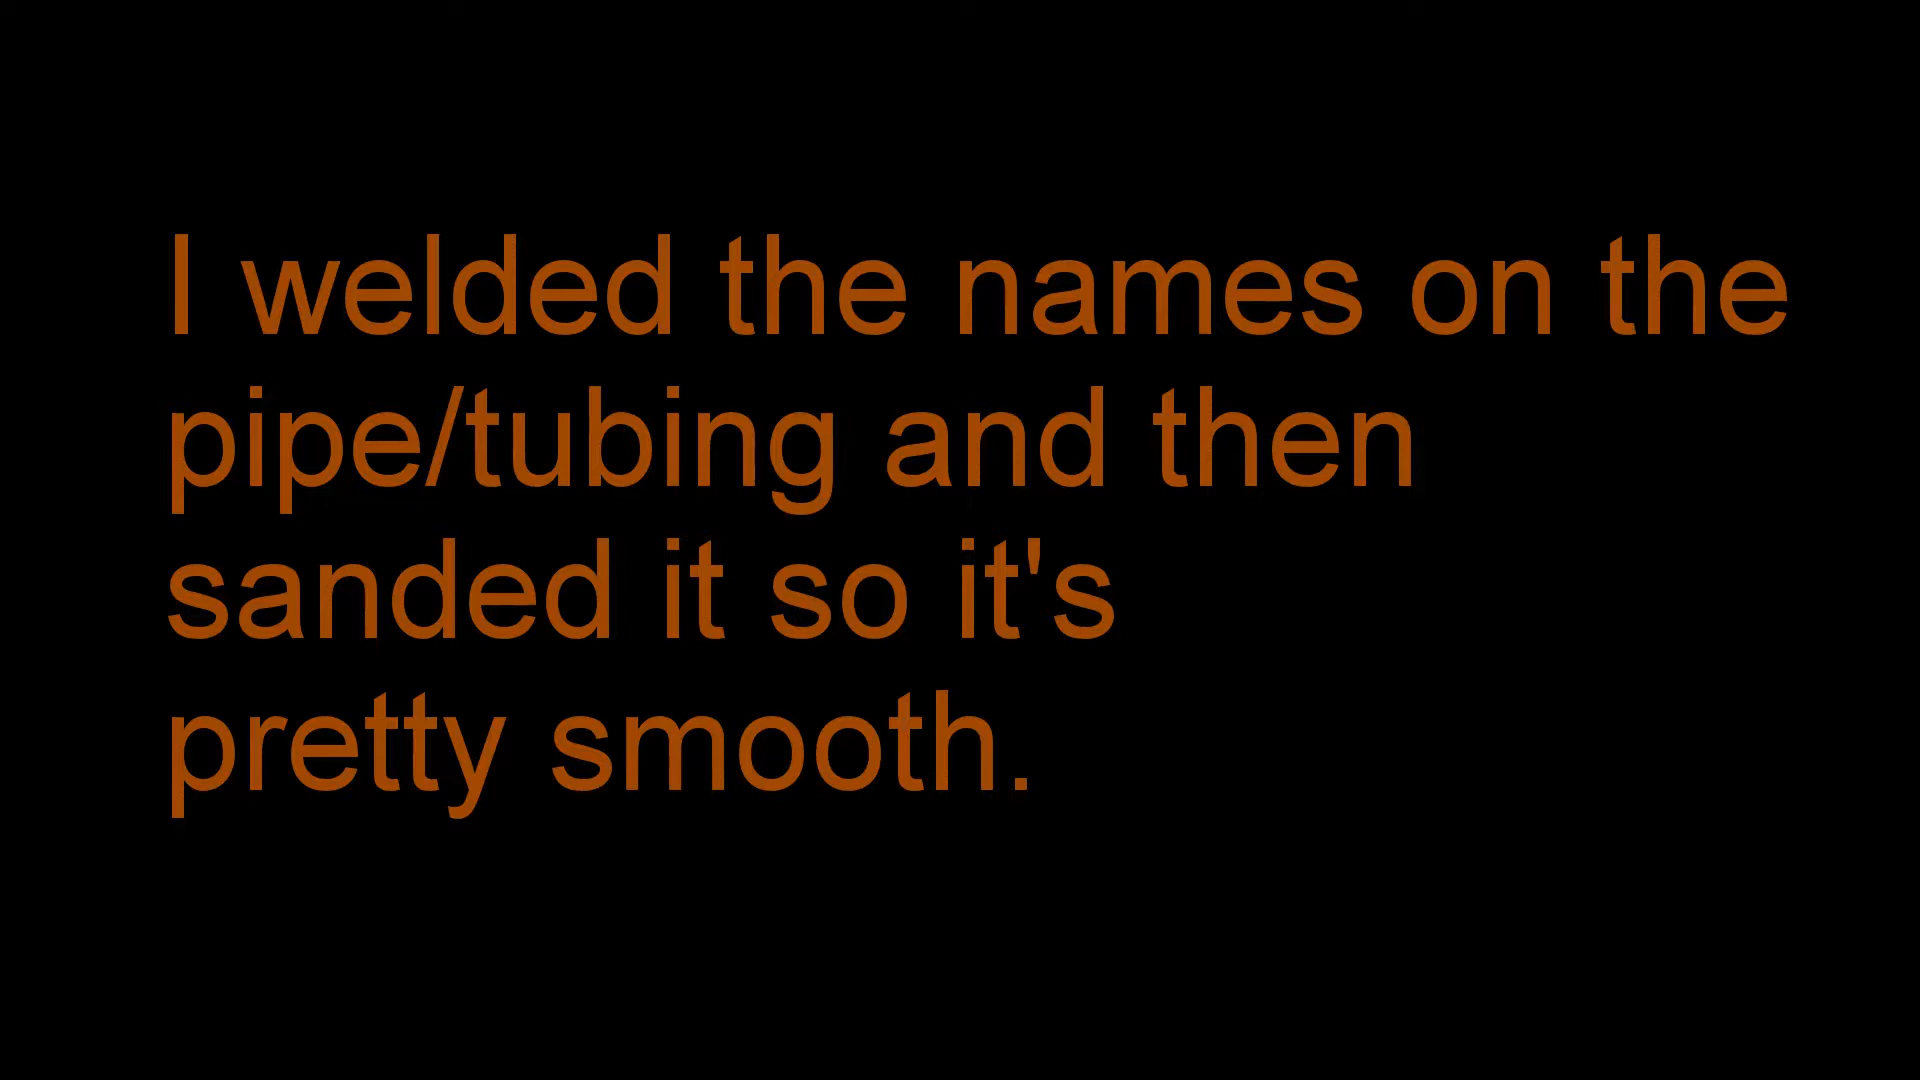 I welded the names on the
pipe/tubing and then
sanded it so it's
pretty smooth.